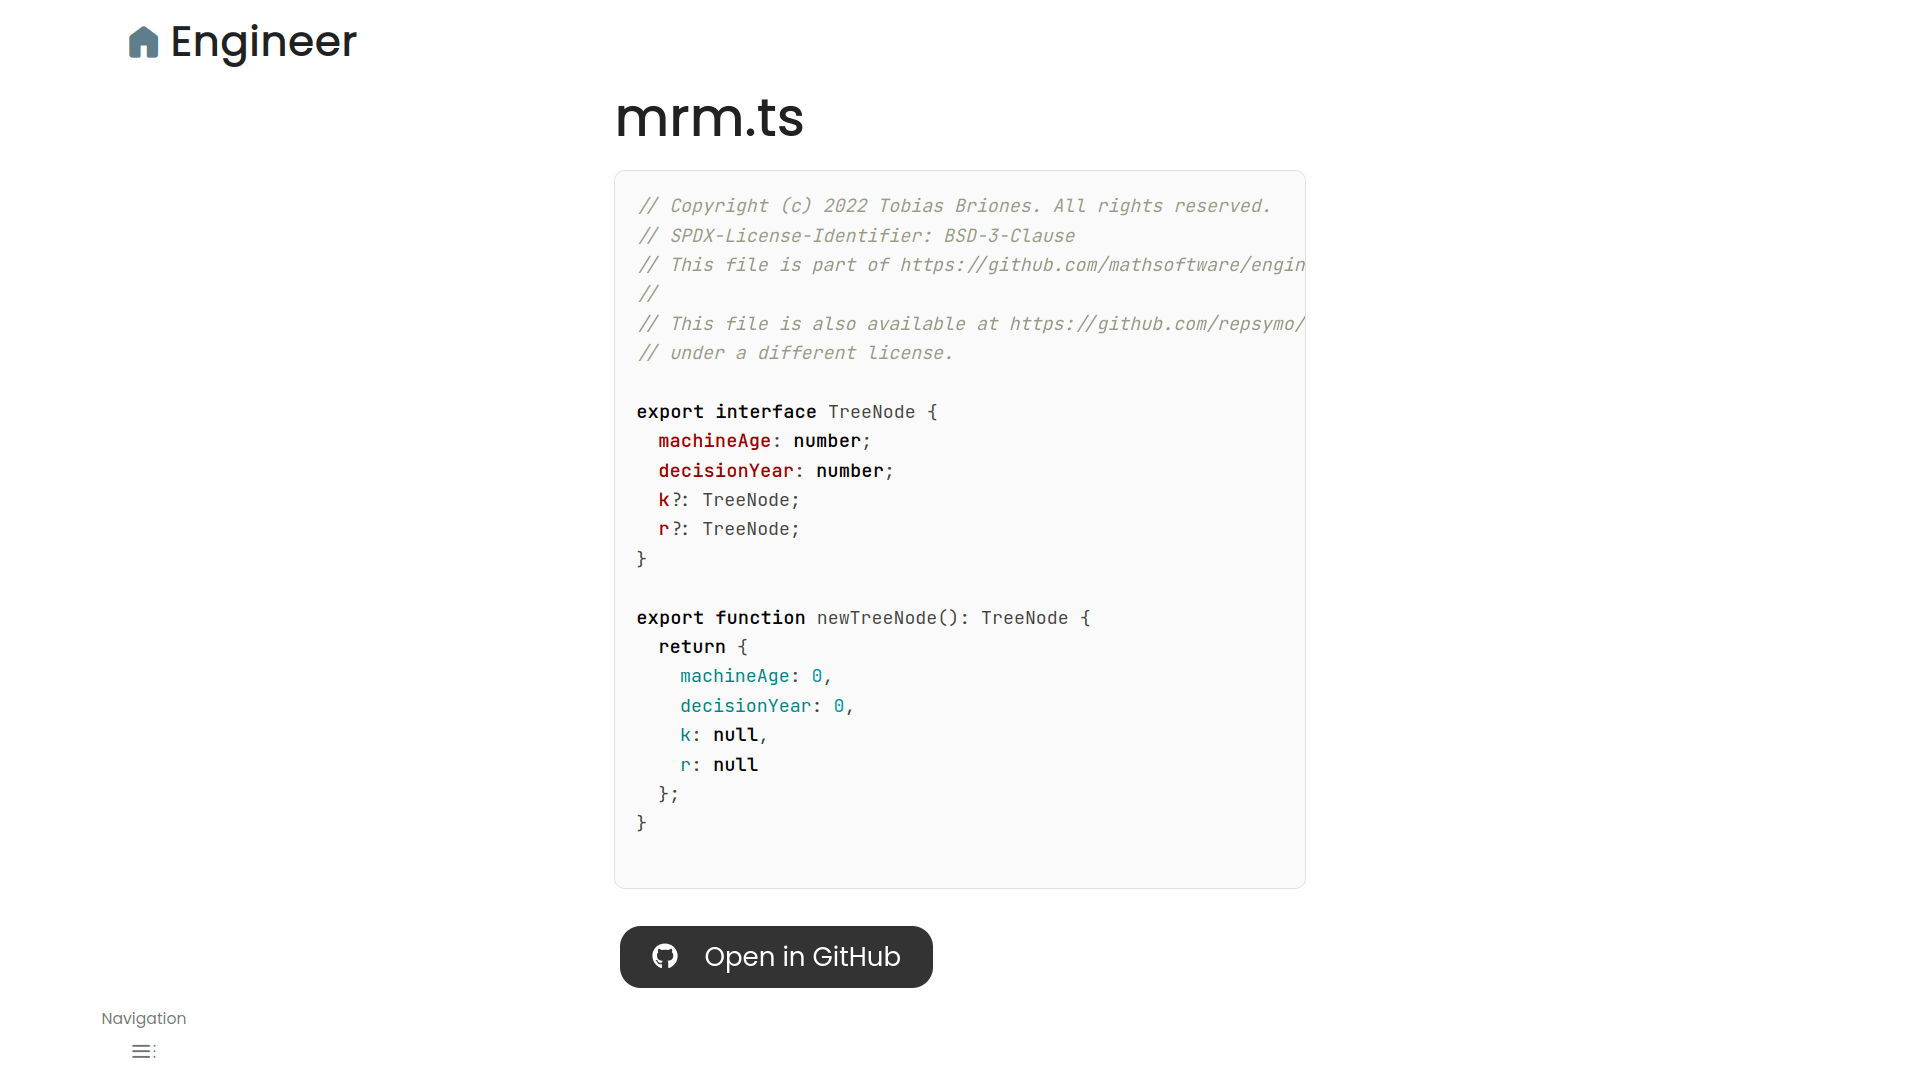 Engineer
mrm.ts
// Copyright (c) 2022 Tobias Briones. All rights reserved.
// SPDX-License-Identifier: BSD-3-Clause
// This file is part of https://github.com/mathsoftware/engin
//
// This file is also available at https://github.com/repsymo/
// under a different license.
export interface TreeNode {
  machineAge: number;
  decisionYear: number;
  k?: TreeNode;
  r?: TreeNode;
}
export function newTreeNode(): TreeNode {
  return {
    machineAge: 0,
    decisionYear: 0,
    k: null,
    r: null
  };
}
Open in GitHub
Navigation